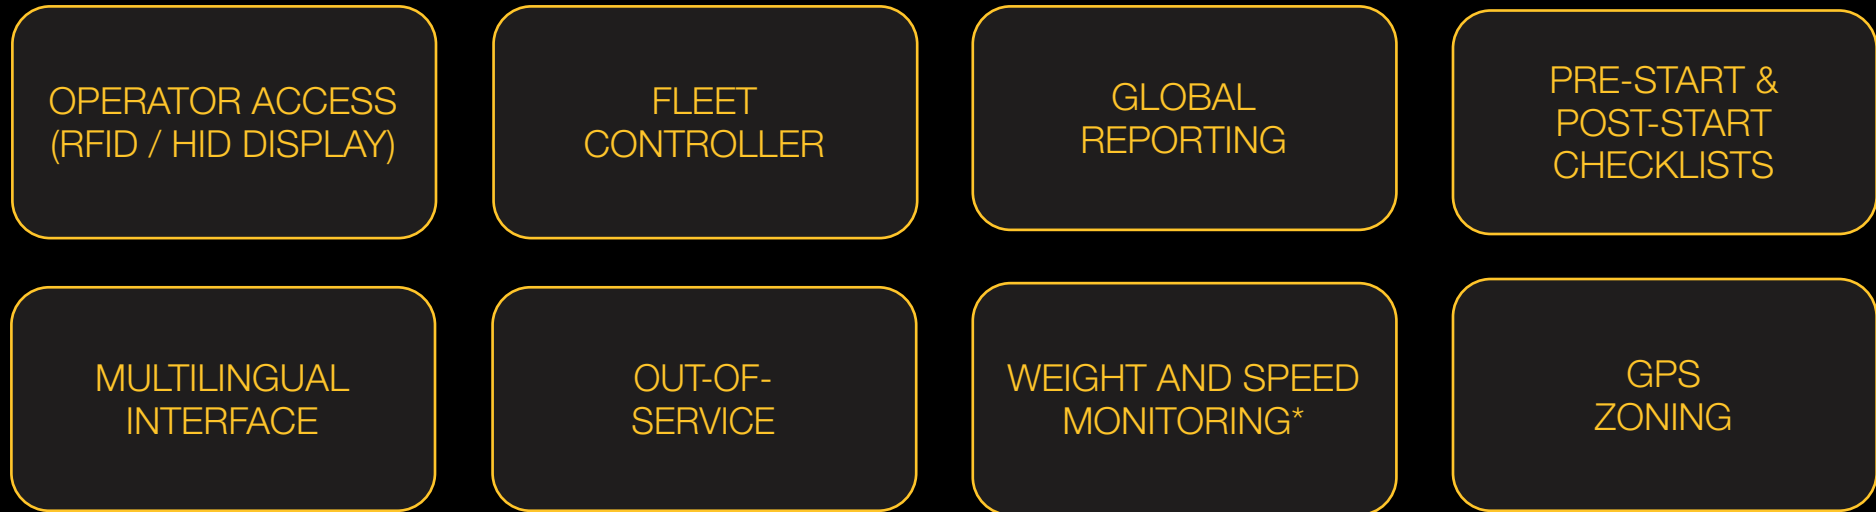 OPERATOR ACCESS
(RFID / HID DISPLAY)
FLEET
CONTROLLER
GLOBAL
REPORTING
PRE-START &
POST-START
CHECKLISTS
MULTILINGUAL
INTERFACE
OUT-OF-
SERVICE
WEIGHT AND SPEED
MONITORING*
GPS
ZONING